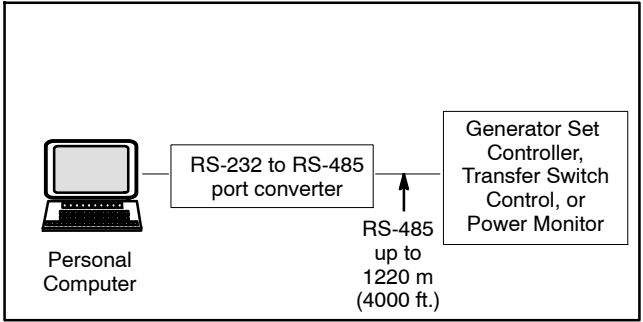 Personal
Computer
RS-232 to RS-485
port converter
RS-485
up to
1220 m
(4000 ft.)
Generator Set
Controller,
Transfer Switch
Control, or
Power Monitor